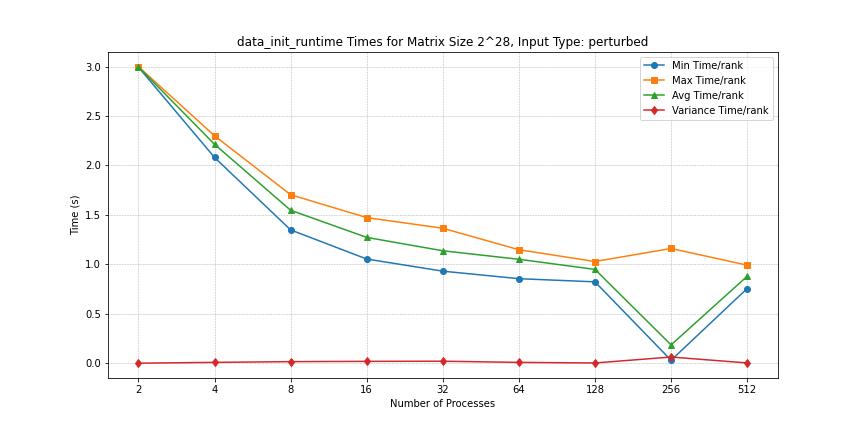 data_init_runtime Times for Matrix Size 2^28, Input Type: perturbed
Min Time/rank
Max Time/rank
Avg Time/rank
Variance Time/rank
Time (s)
3.0
2.5
2.0
1.5
1.0
0.5
0.0
2 4 8 16 32 64 128 256 512
Number of Processes